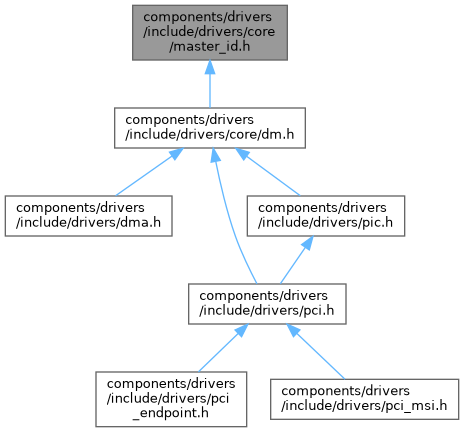 components/drivers
/include/drivers/core
/master_id.h
components/drivers
/include/drivers/core/dm.h
components/drivers
/include/drivers/dma.h
components/drivers
/include/drivers/pic.h
components/drivers
/include/drivers/pci.h
components/drivers
/include/drivers/pci
_endpoint.h
components/drivers
/include/drivers/pci_msi.h